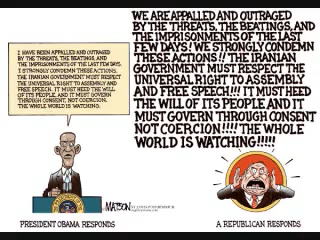 I HAVE BEEN APPALLED AND OUTRAGED
BY THE THREATS, THE BEATINGS, AND
THE IMPRISONMENTS OF THE LAST FEW DAYS.
I STRONGLY CONDEMN THESE ACTIONS.
THE IRANIAN GOVERNMENT MUST RESPECT
THE UNIVERSAL RIGHT TO ASSEMBLY AND
FREE SPEECH. IT MUST HEED THE WILL
OF ITS PEOPLE, AND IT MUST GOVERN
THROUGH CONSENT, NOT COERCION.
THE WHOLE WORLD IS WATCHING.
PRESIDENT OBAMA RESPONDS
MATSON
WE ARE APPALLED AND OUTRAGED
BY THE THREATS, THE BEATINGS, AND
THE IMPRISONMENTS OF THE LAST
FEW DAYS! WE STRONGLY CONDEMN
THESE ACTIONS!! THE IRANIAN
GOVERNMENT MUST RESPECT THE
UNIVERSAL RIGHT TO ASSEMBLY
AND FREE SPEECH!!! IT MUST HEED
THE WILL OF ITS PEOPLE AND IT
MUST GOVERN THROUGH CONSENT
NOT COERCION!!!! THE WHOLE
WORLD IS WATCHING!!!!!
A REPUBLICAN RESPONDS